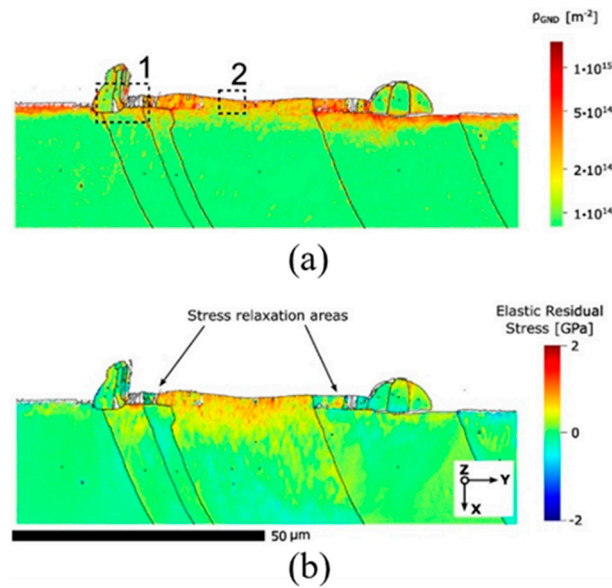 ρGND [m⁻²]
1
2
1•10¹⁵
5•10¹⁴
2•10¹⁴
1•10¹⁴
(a)
Stress relaxation areas
Elastic Residual
Stress [GPa]
2
0
-2
Z
Y
X
50 µm
(b)